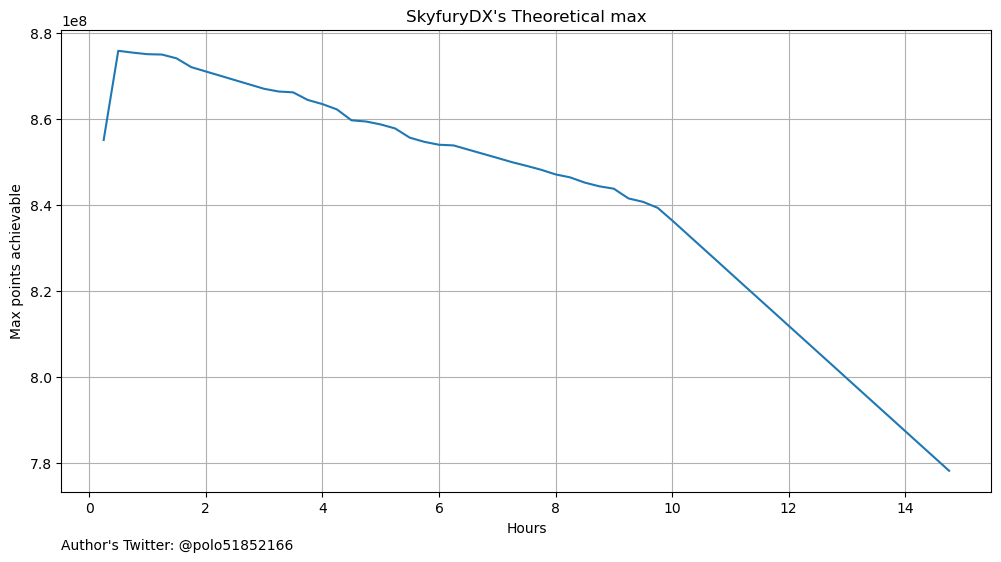 SkyfuryDX's Theoretical max
1e8
8.8
8.6
8.4
8.2
8.0
7.8
Max points achievable
0 2 4 6 8 10 12 14
Hours
Author's Twitter: @polo51852166